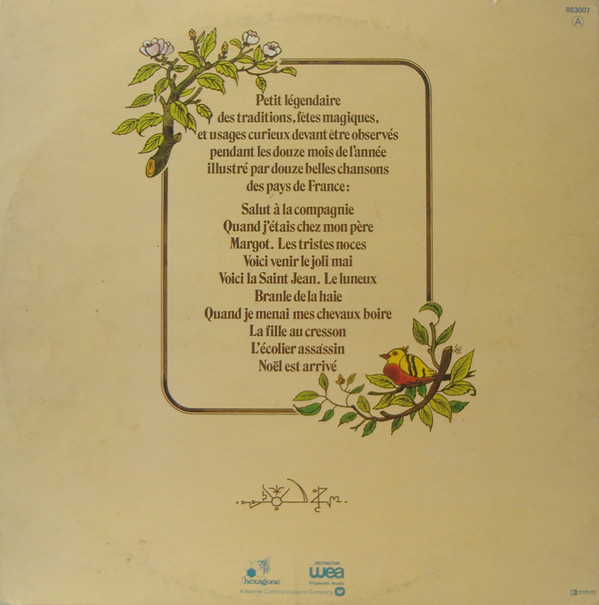 883007
A
Petit légendaire
des traditions, fêtes magiques,
et usages curieux devant être observés
pendant les douze mois de l'année
illustré par douze belles chansons
des pays de France:
Salut à la compagnie
Quand j'étais chez mon père
Margot. Les tristes noces
Voici venir le joli mai
Voici la Saint Jean. Le luneux
Branle de la haie
Quand je menai mes chevaux boire
La fille au cresson
L'écolier assassin
Noël est arrivé
hexagone
DISTRIBUTION
wea
filipacchi music
A Warner Communications Company